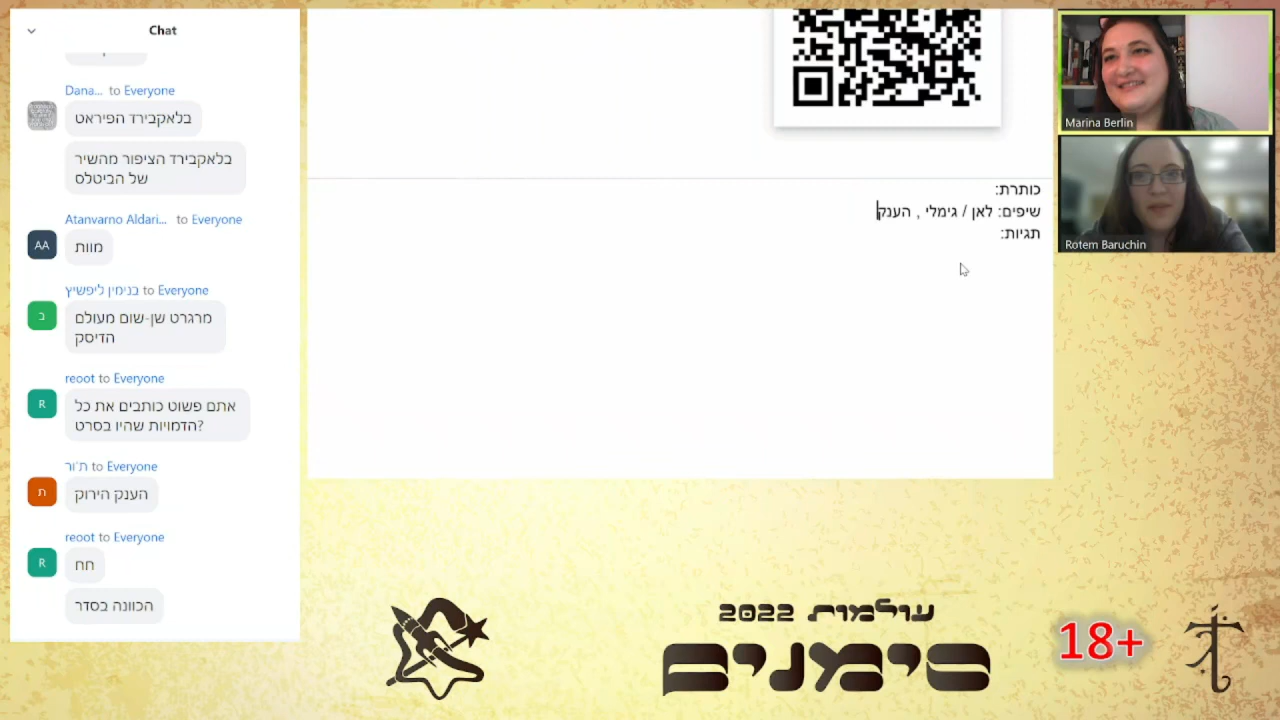 Chat
Dana... to Everyone
בלאקבירד הפיראט
בלאקבירד הציפור מהשיר
של הביטלס
Atanvarno Aldari... to Everyone
AA
מוות
בנימין ליפשיץ to Everyone
ב
מרגרט שן-שום מעולם
הדיסק
reoot to Everyone
R
אתם פשוט כותבים את כל
הדמויות שהיו בסרט?
ת'ור to Everyone
ת
הענק הירוק
reoot to Everyone
R
חח
הכוונה בסדר
כותרת:
שיפים: לאן / גימלי , הענק
תגיות:
Marina Berlin
Rotem Baruchin
עולמות 2022
סימנים
18+